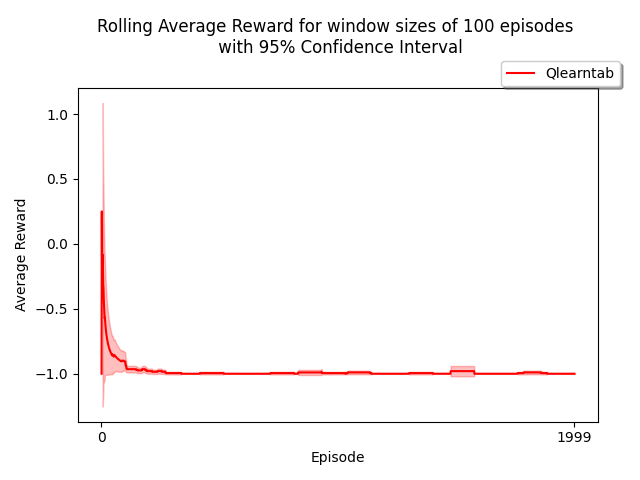 Rolling Average Reward for window sizes of 100 episodes
with 95% Confidence Interval
Qlearntab
1.0
0.5
0.0
−0.5
−1.0
Average Reward
0
1999
Episode